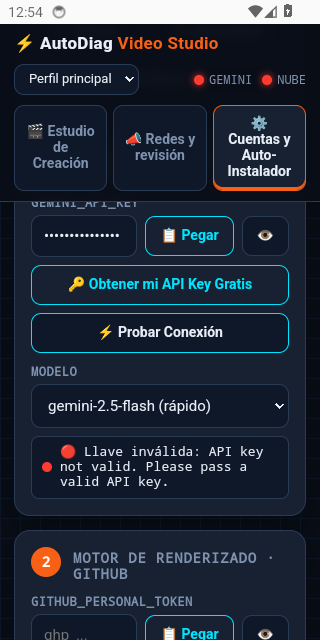 12:54
⚡ AutoDiag Video Studio
Perfil principal
GEMINI
NUBE
🎬 Estudio
de
Creación
📣 Redes y
revisión
⚙️
Cuentas y
Auto-
Instalador
GEMINI_API_KEY
•••••••••••••••
📋 Pegar
🔑 Obtener mi API Key Gratis
⚡ Probar Conexión
MODELO
gemini-2.5-flash (rápido)
🔴 Llave inválida: API key
not valid. Please pass a
valid API key.
2
MOTOR DE RENDERIZADO ·
GITHUB
GITHUB_PERSONAL_TOKEN
ghp_…
📋 Pegar